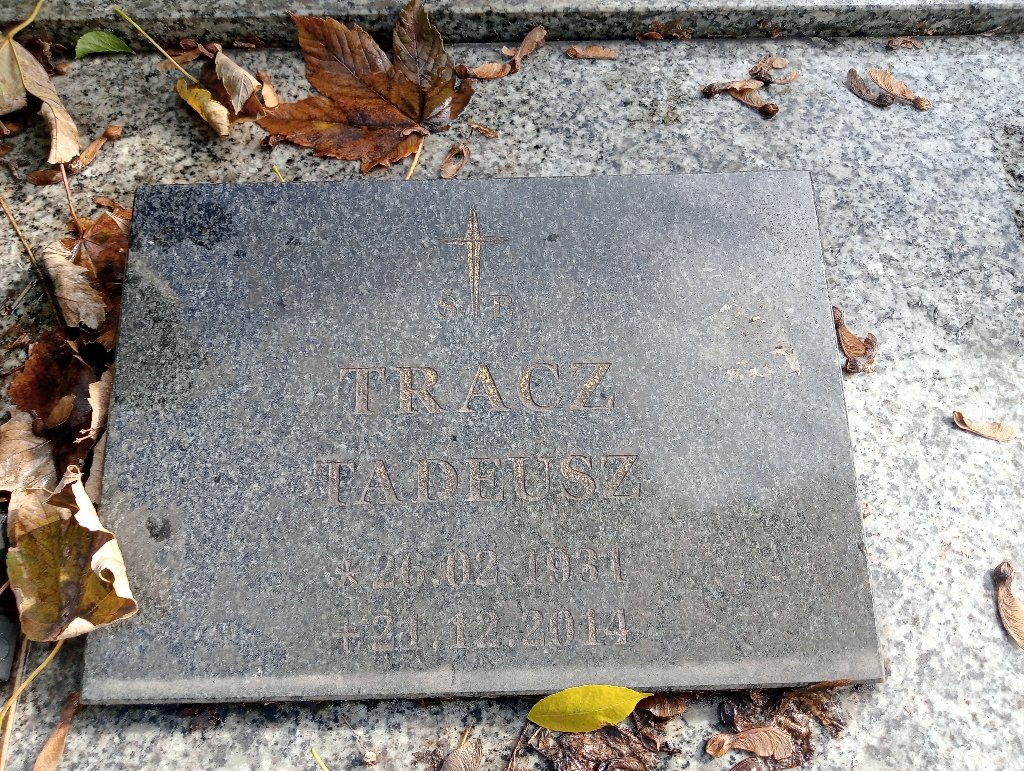 Ś P.
TRACZ
TADEUSZ
* 26.02.1931
+ 21.12.2014